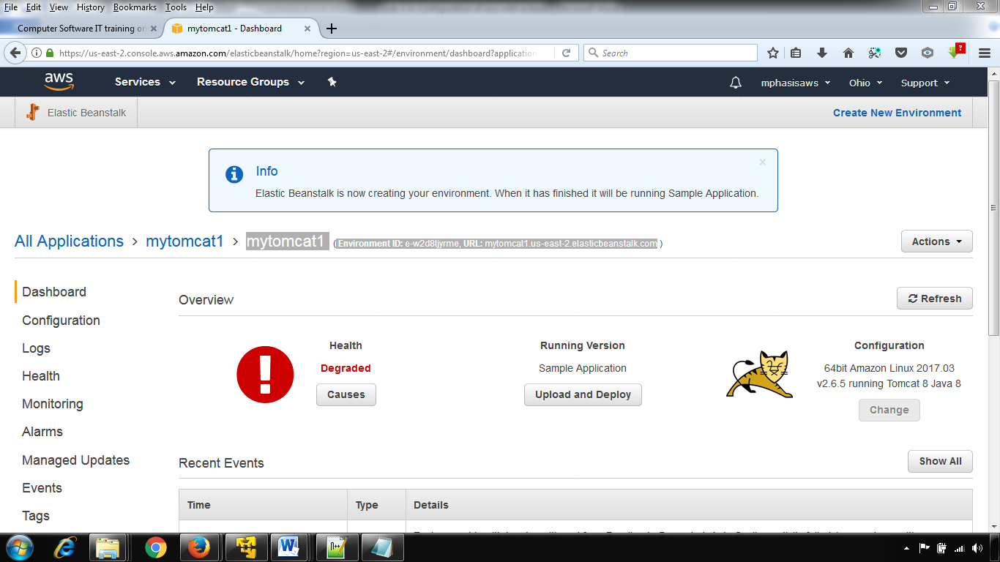 File Edit View History Bookmarks Tools Help
Computer Software IT training on
mytomcat1 - Dashboard
https://us-east-2.console.aws.amazon.com/elasticbeanstalk/home?region=us-east-2#/environment/dashboard?application
Search
?
aws Services Resource Groups mphasisaws Ohio Support
Elastic Beanstalk Create New Environment
Info
Elastic Beanstalk is now creating your environment. When it has finished it will be running Sample Application.
All Applications > mytomcat1 > mytomcat1 ( Environment ID: e-w2d8tjyrme, URL: mytomcat1.us-east-2.elasticbeanstalk.com )
Actions
Dashboard
Configuration
Logs
Health
Monitoring
Alarms
Managed Updates
Events
Tags
Overview
Refresh
Health
Degraded
Causes
Running Version
Sample Application
Upload and Deploy
Configuration
64bit Amazon Linux 2017.03
v2.6.5 running Tomcat 8 Java 8
Change
Recent Events
Show All
Time Type Details